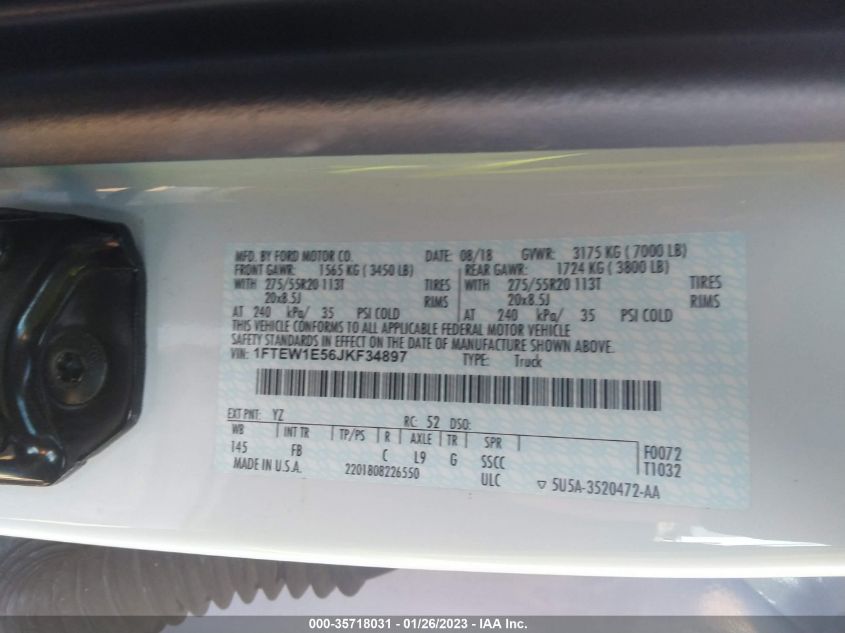 MFD. BY FORD MOTOR CO. DATE: 08/18 GVWR: 3175 KG ( 7000 LB)
FRONT GAWR: 1565 KG ( 3450 LB) REAR GAWR: 1724 KG ( 3800 LB)
WITH 275/55R20 113T TIRES WITH 275/55R20 113T TIRES
20x8.5J RIMS 20x8.5J RIMS
AT 240 kPa/ 35 PSI COLD AT 240 kPa/ 35 PSI COLD
THIS VEHICLE CONFORMS TO ALL APPLICABLE FEDERAL MOTOR VEHICLE
SAFETY STANDARDS IN EFFECT ON THE DATE OF MANUFACTURE SHOWN ABOVE.
VIN: 1FTEW1E56JKF34897 TYPE: Truck
EXT PNT: YZ RC: 52 DSO:
WB INT TR TP/PS R AXLE TR SPR F0072
145 FB C L9 G SSCC T1032
MADE IN U.S.A. 2201808226550 ULC ▽ 5U5A-3520472-AA
000-35718031 - 01/26/2023 - IAA Inc.